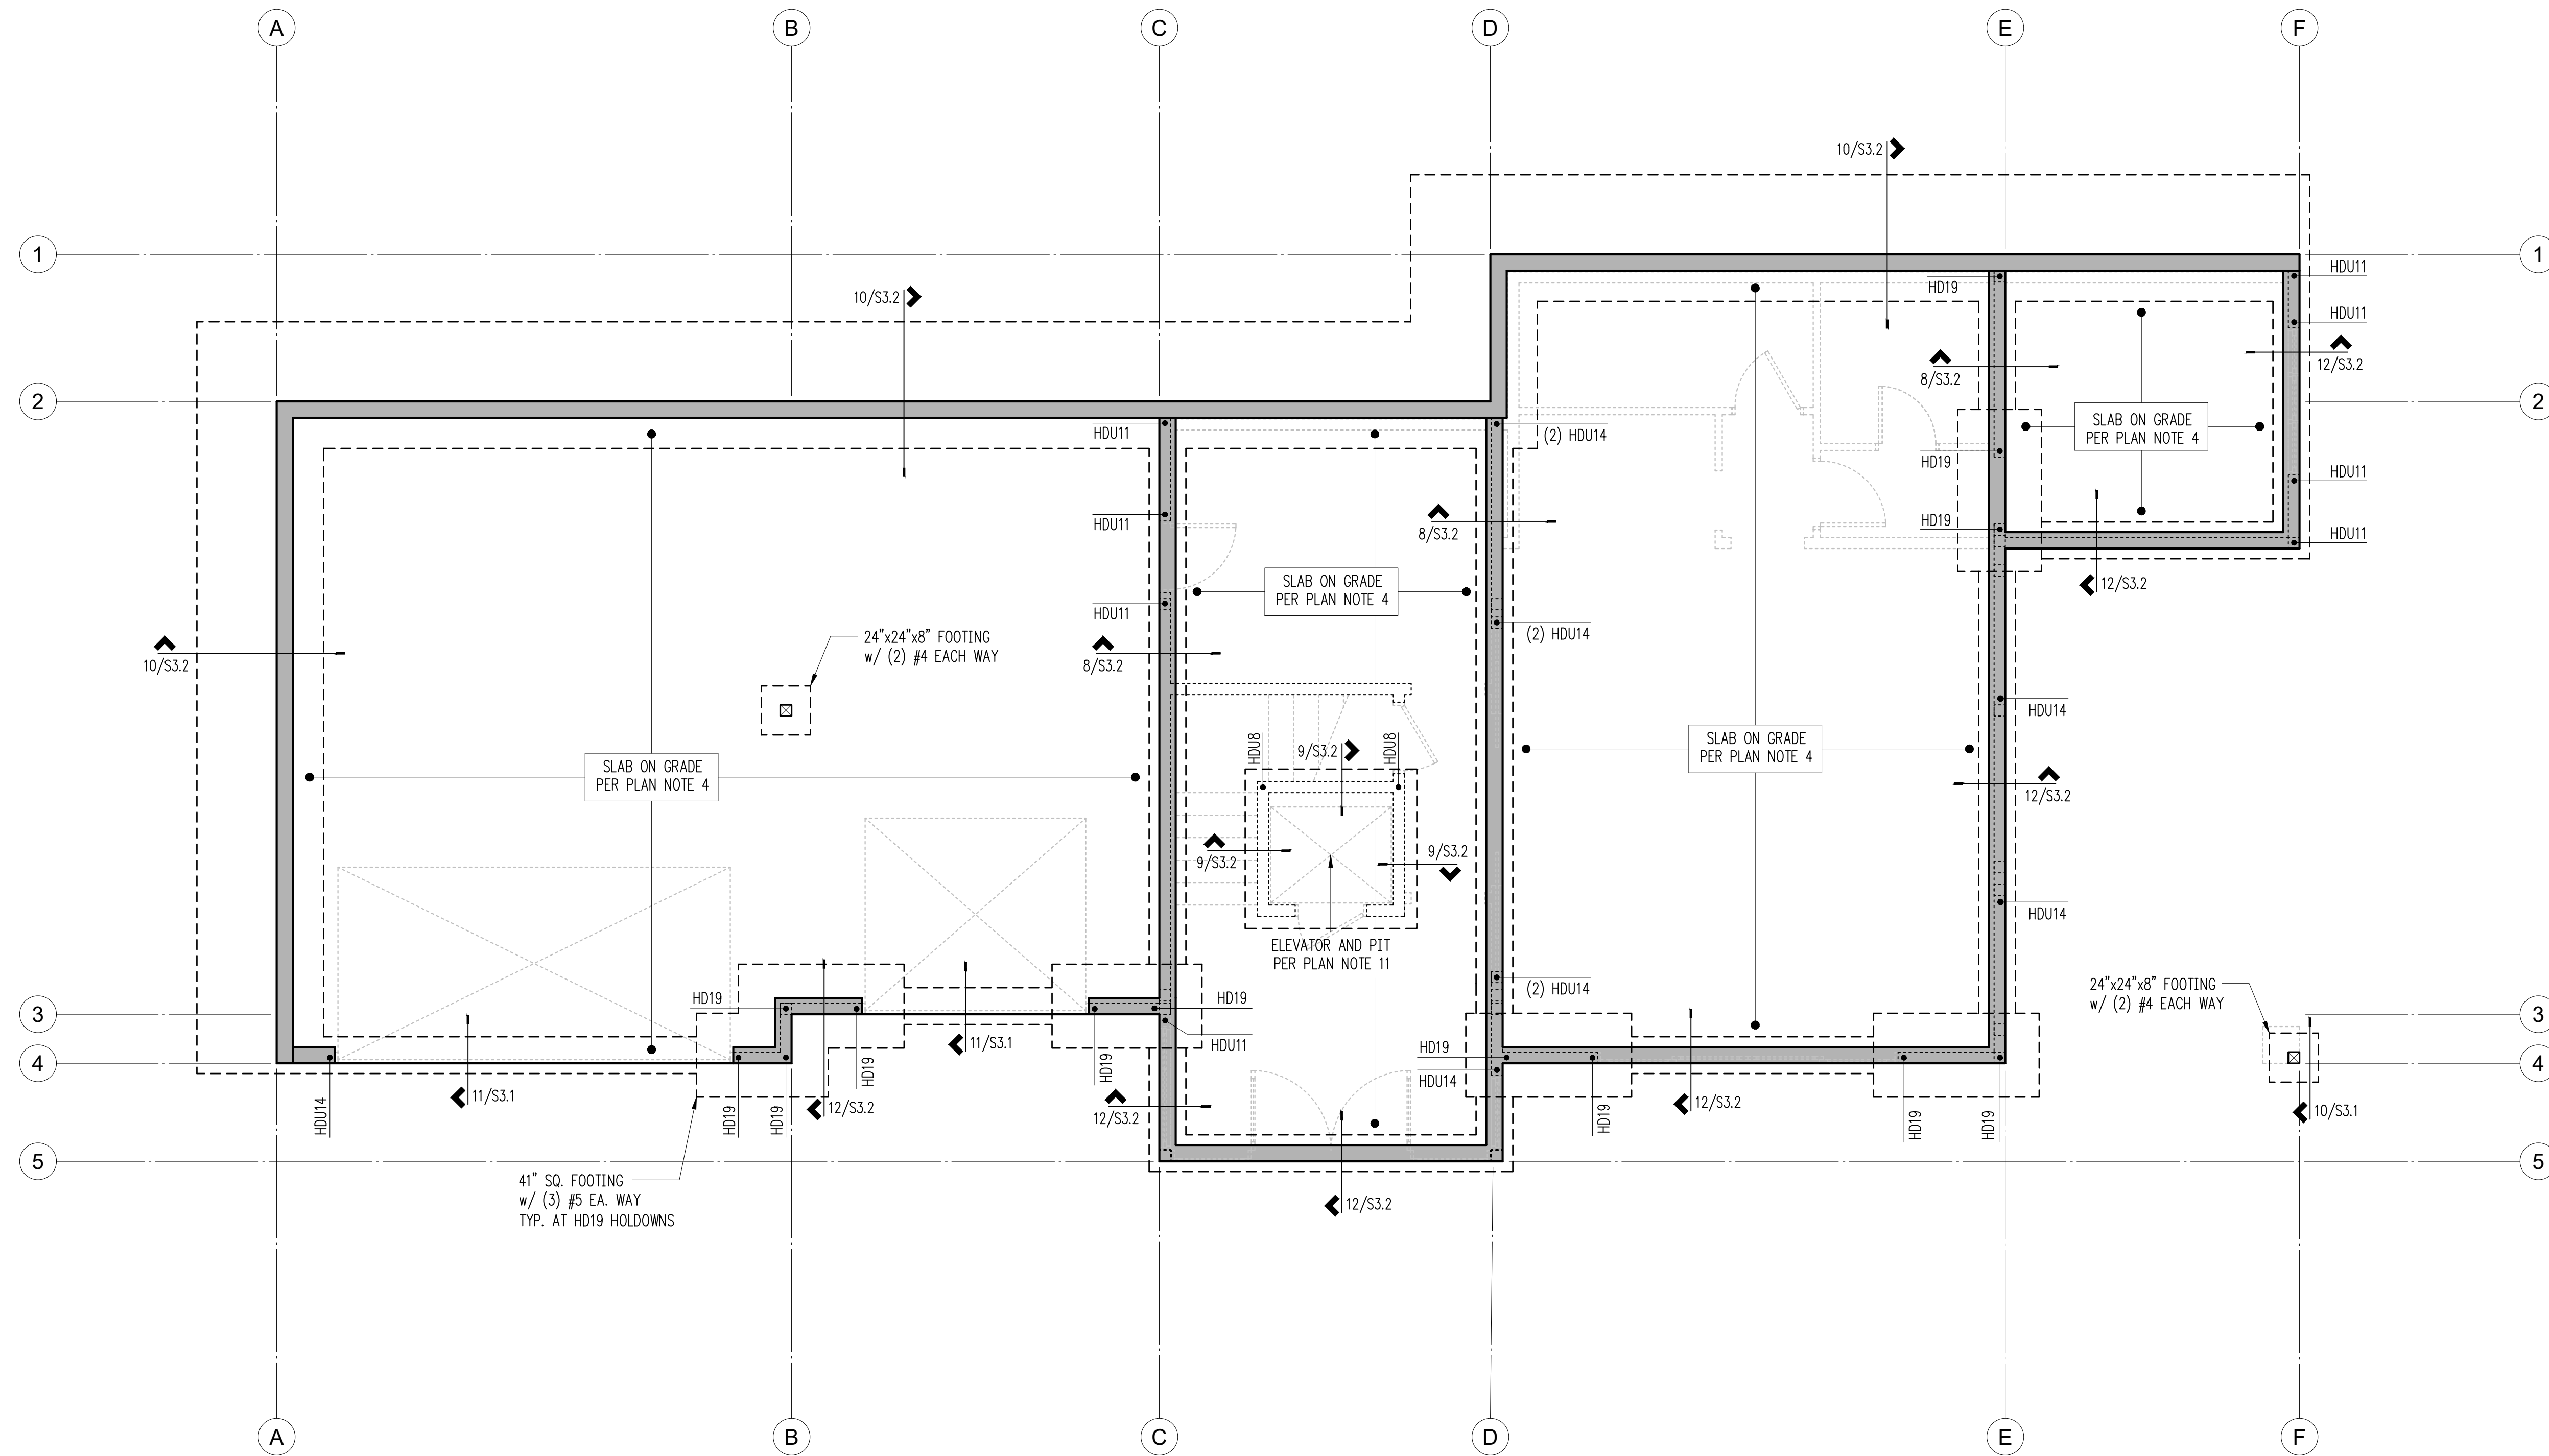 A
B
C
D
E
F
10/S3.2
1
1
HDU11
HD19
10/S3.2
HDU11
12/S3.2
8/S3.2
2
2
SLAB ON GRADE
PER PLAN NOTE 4
HDU11
(2) HDU14
HD19
HDU11
HDU11
8/S3.2
HD19
HDU11
SLAB ON GRADE
PER PLAN NOTE 4
12/S3.2
HDU11
24"x24"x8" FOOTING
w/ (2) #4 EACH WAY
(2) HDU14
10/S3.2
8/S3.2
HDU14
HDU8
9/S3.2
HDU8
SLAB ON GRADE
PER PLAN NOTE 4
SLAB ON GRADE
PER PLAN NOTE 4
12/S3.2
9/S3.2
9/S3.2
HDU14
ELEVATOR AND PIT
PER PLAN NOTE 11
(2) HDU14
24"x24"x8" FOOTING
w/ (2) #4 EACH WAY
HD19
HD19
3
3
HDU11
11/S3.1
HD19
4
4
HD19
HD19
HDU14
11/S3.1
12/S3.2
12/S3.2
12/S3.2
10/S3.1
HDU14
HD19
HD19
HD19
HD19
HD19
5
5
41" SQ. FOOTING
w/ (3) #5 EA. WAY
TYP. AT HD19 HOLDOWNS
12/S3.2
A
B
C
D
E
F